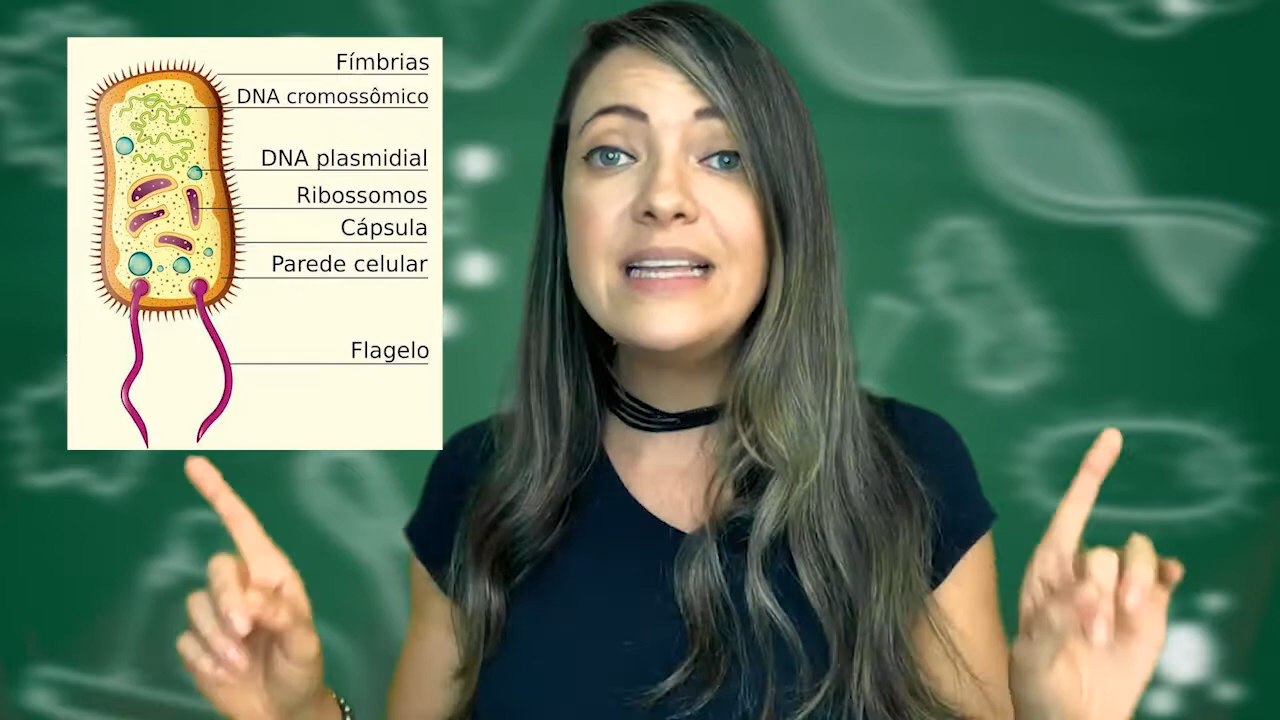 Fímbrias
DNA cromossômico
DNA plasmidial
Ribossomos
Cápsula
Parede celular
Flagelo